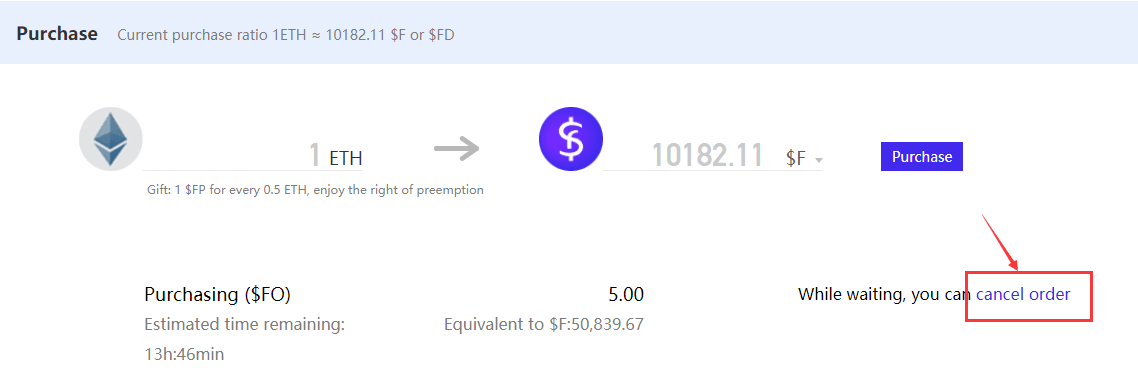 Purchase Current purchase ratio 1ETH ≈ 10182.11 $F or $FD
1 ETH 10182.11 $F Purchase
Gift: 1 $FP for every 0.5 ETH, enjoy the right of preemption
Purchasing ($FO) 5.00 While waiting, you can cancel order
Estimated time remaining: Equivalent to $F:50,839.67
13h:46min